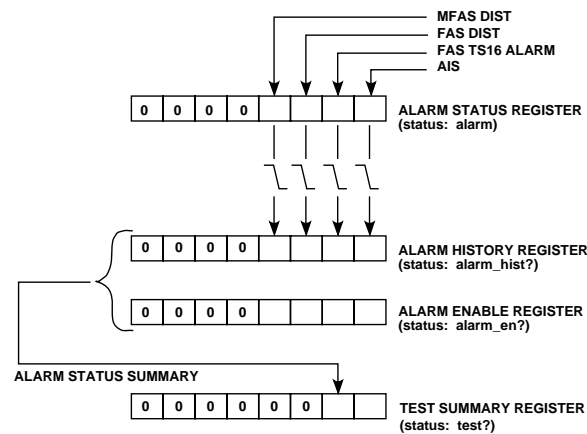 MFAS DIST
FAS DIST
FAS TS16 ALARM
AIS
0 0 0 0
ALARM STATUS REGISTER
(status: alarm)
0 0 0 0
ALARM HISTORY REGISTER
(status: alarm_hist?)
0 0 0 0
ALARM ENABLE REGISTER
(status: alarm_en?)
ALARM STATUS SUMMARY
0 0 0 0 0 0
TEST SUMMARY REGISTER
(status: test?)